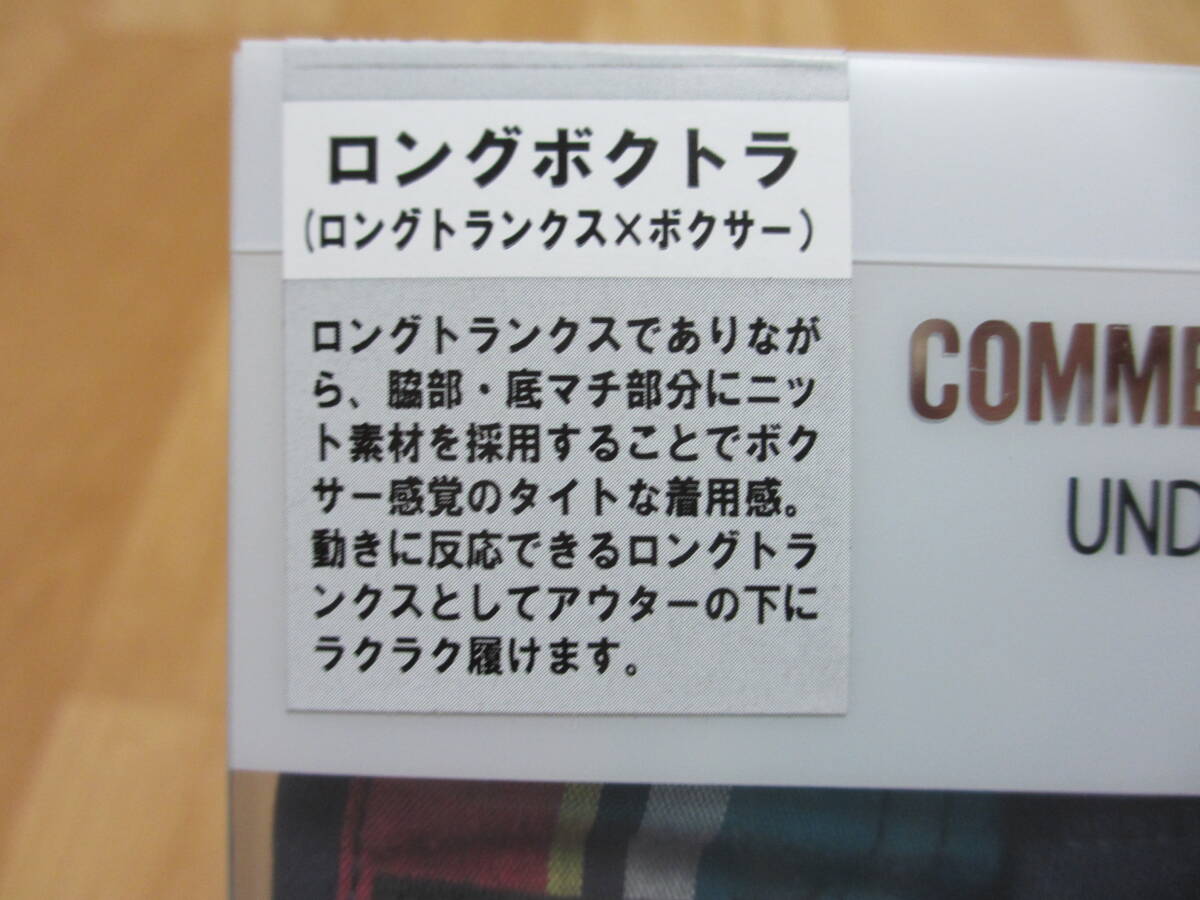 ロングボクトラ
(ロングトランクス×ボクサー)
ロングトランクスでありなが
ら、脇部・底マチ部分にニッ
ト素材を採用することでボク
サー感覚のタイトな着用感。
動きに反応できるロングトラ
ンクスとしてアウターの下に
ラクラク履けます。
COMME
UND